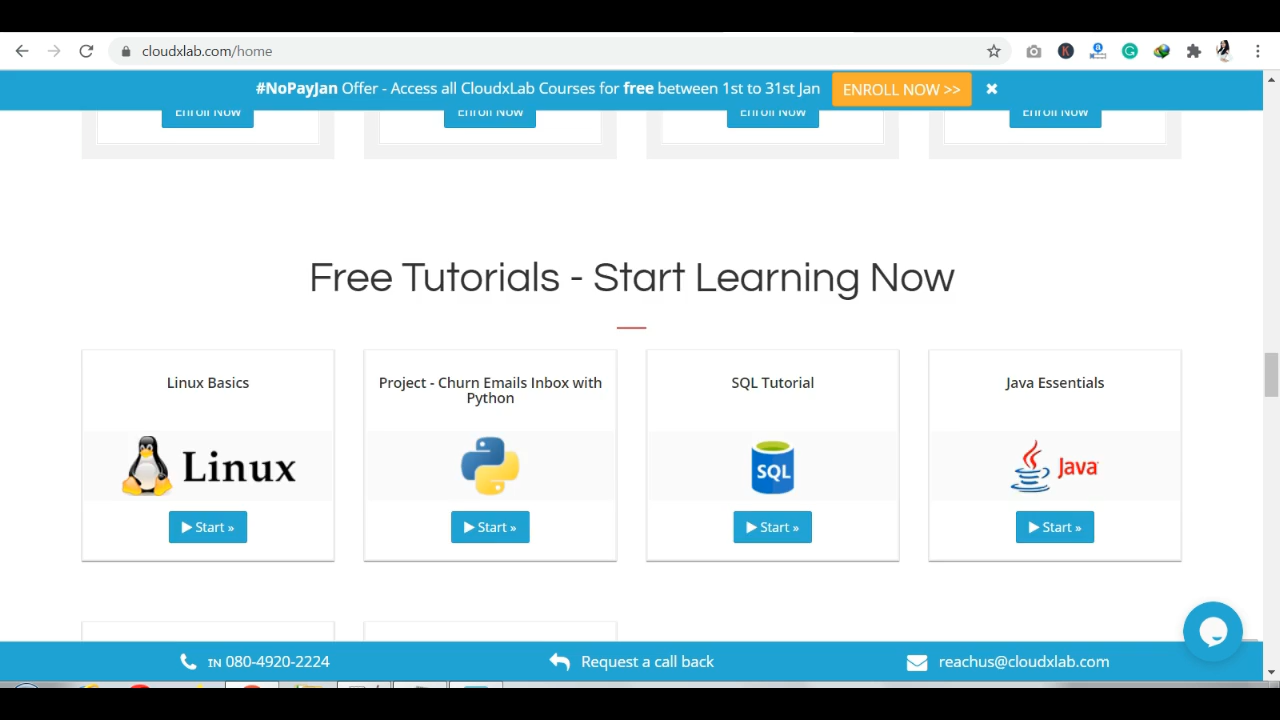 cloudxlab.com/home
#NoPayJan Offer - Access all CloudxLab Courses for free between 1st to 31st Jan ENROLL NOW >>
Enroll Now Enroll Now Enroll Now Enroll Now
Free Tutorials - Start Learning Now
Linux Basics
Project - Churn Emails Inbox with
Python
SQL Tutorial
Java Essentials
Linux
SQL
Java
Start »
Start »
Start »
Start »
IN 080-4920-2224
Request a call back
reachus@cloudxlab.com